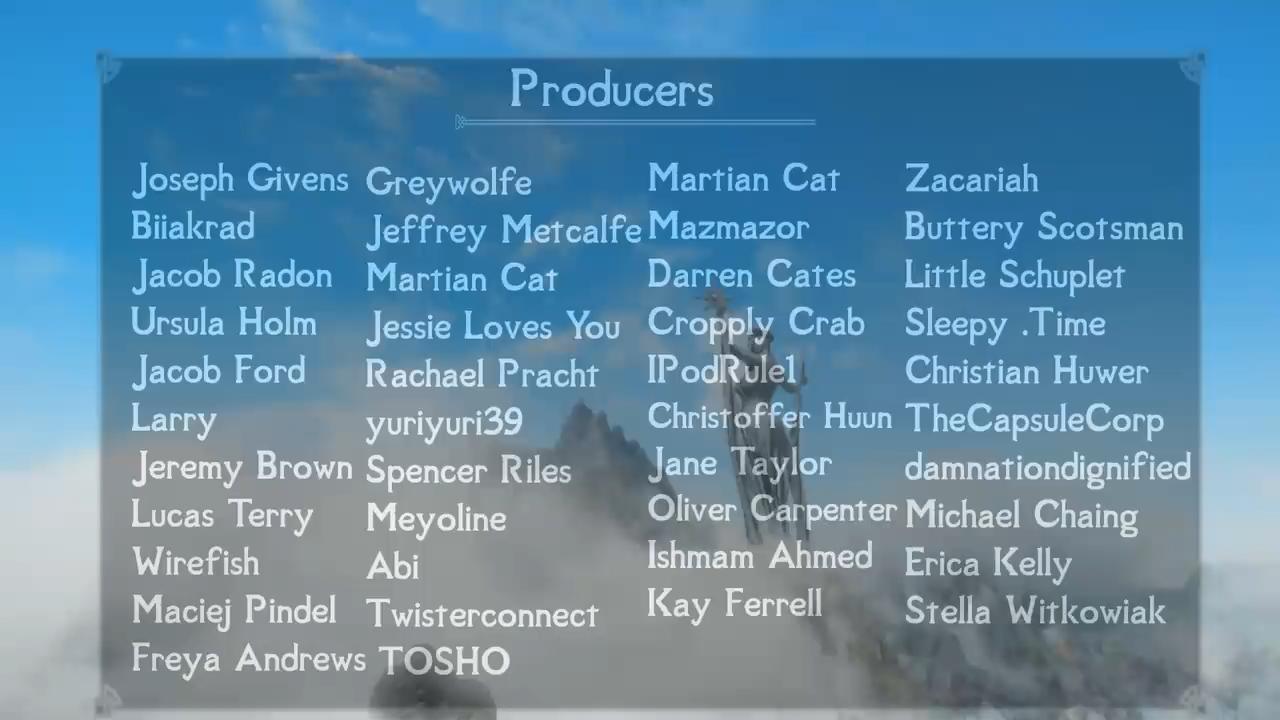 Producers
Joseph Givens
Biiakrad
Jacob Radon
Ursula Holm
Jacob Ford
Larry
Jeremy Brown
Lucas Terry
Wirefish
Maciej Pindel
Freya Andrews
Greywolfe
Jeffrey Metcalfe
Martian Cat
Jessie Loves You
Rachael Pracht
yuriyuri39
Spencer Riles
Meyoline
Abi
Twisterconnect
TOSHO
Martian Cat
Mazmazor
Darren Cates
Cropply Crab
IPodRule1
Christoffer Huun
Jane Taylor
Oliver Carpenter
Ishmam Ahmed
Kay Ferrell
Zacariah
Buttery Scotsman
Little Schuplet
Sleepy .Time
Christian Huwer
TheCapsuleCorp
damnationdignified
Michael Chaing
Erica Kelly
Stella Witkowiak